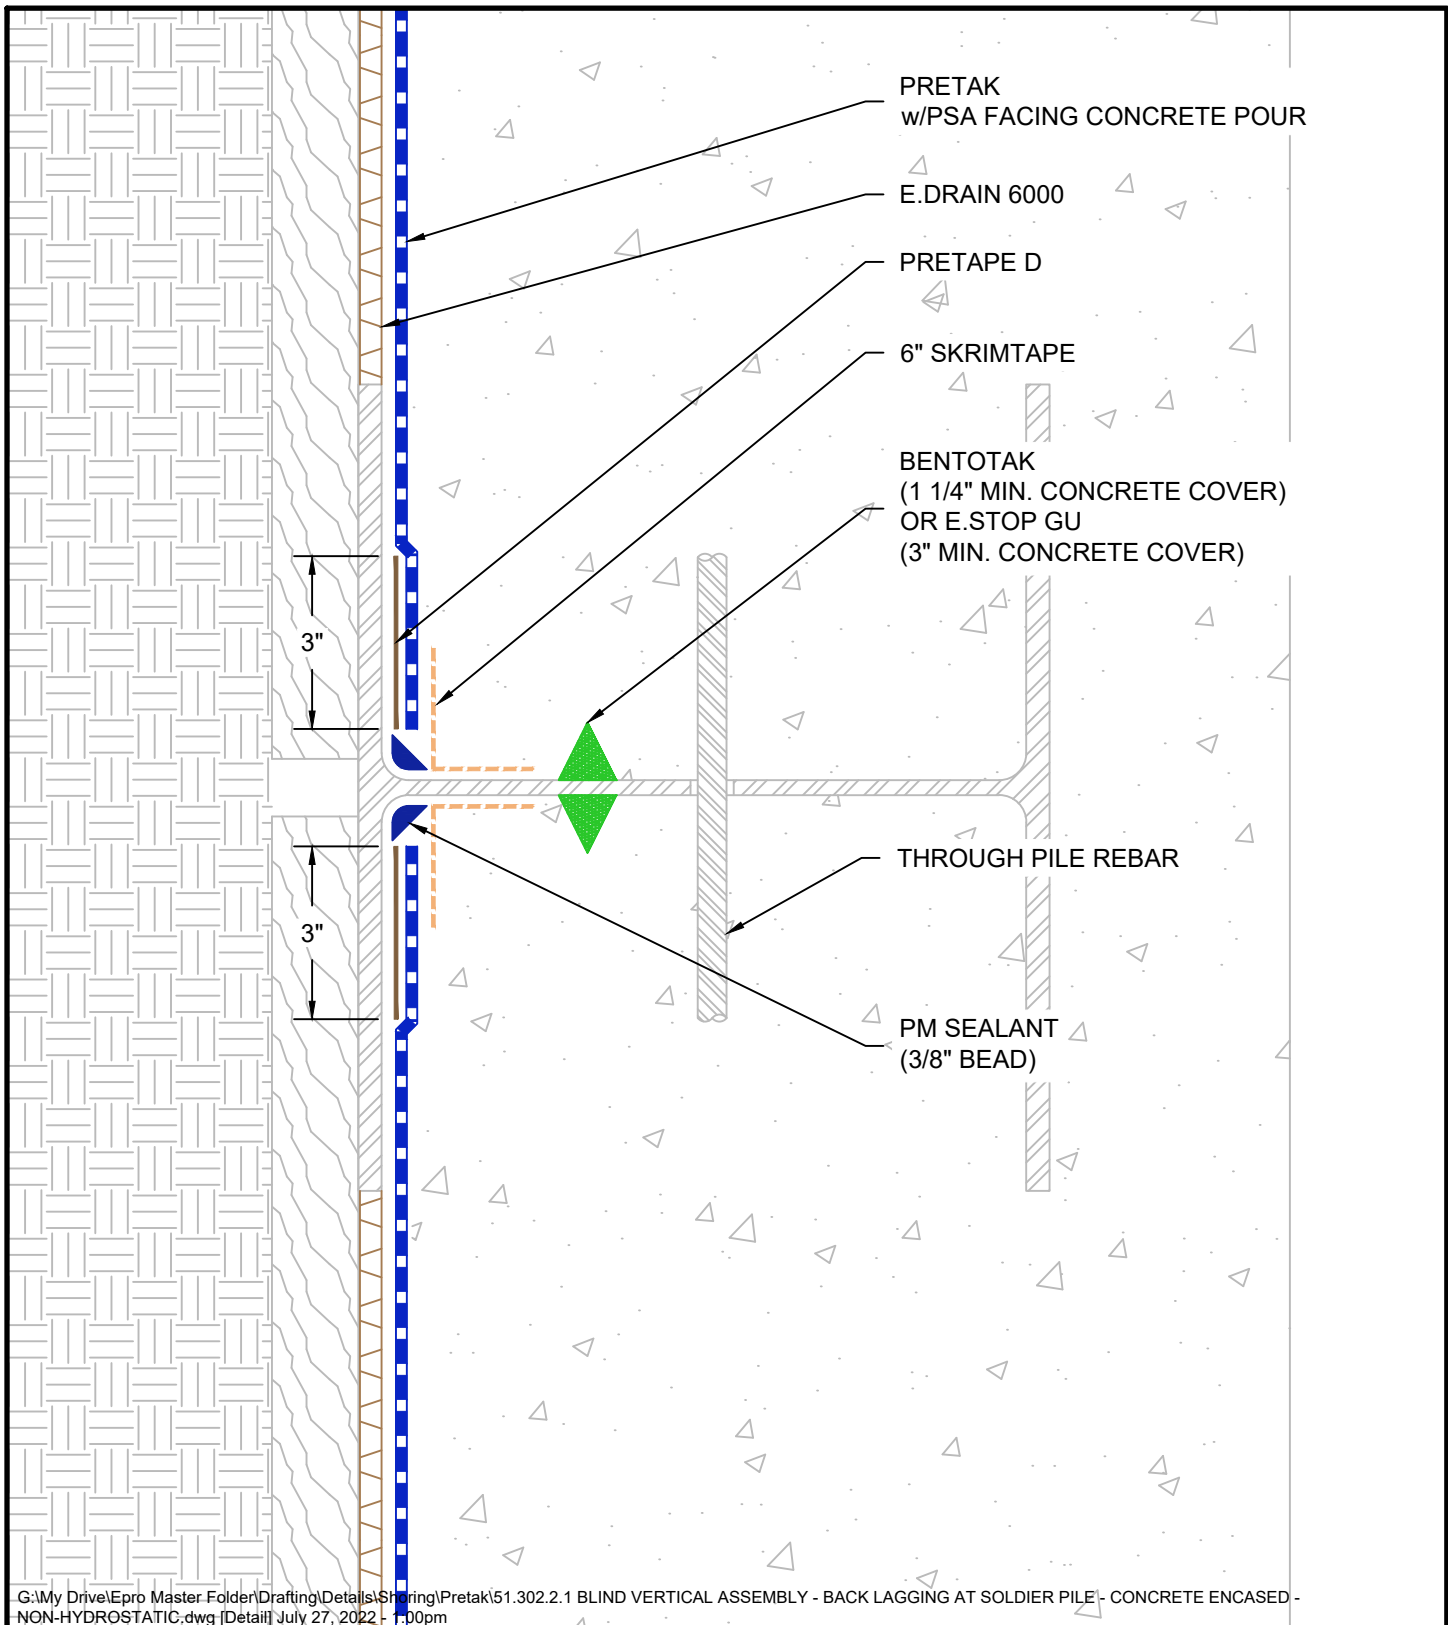 PRETAK
w/PSA FACING CONCRETE POUR
E.DRAIN 6000
PRETAPE D
6" SKRIMTAPE
BENTOTAK
(1 1/4" MIN. CONCRETE COVER)
OR E.STOP GU
(3" MIN. CONCRETE COVER)
3"
THROUGH PILE REBAR
3"
PM SEALANT
(3/8" BEAD)
G:\My Drive\Epro Master Folder\Drafting\Details\Shoring\Pretak\51.302.2.1 BLIND VERTICAL ASSEMBLY - BACK LAGGING AT SOLDIER PILE - CONCRETE ENCASED -
NON-HYDROSTATIC.dwg [Detail] July 27, 2022 - 1:00pm